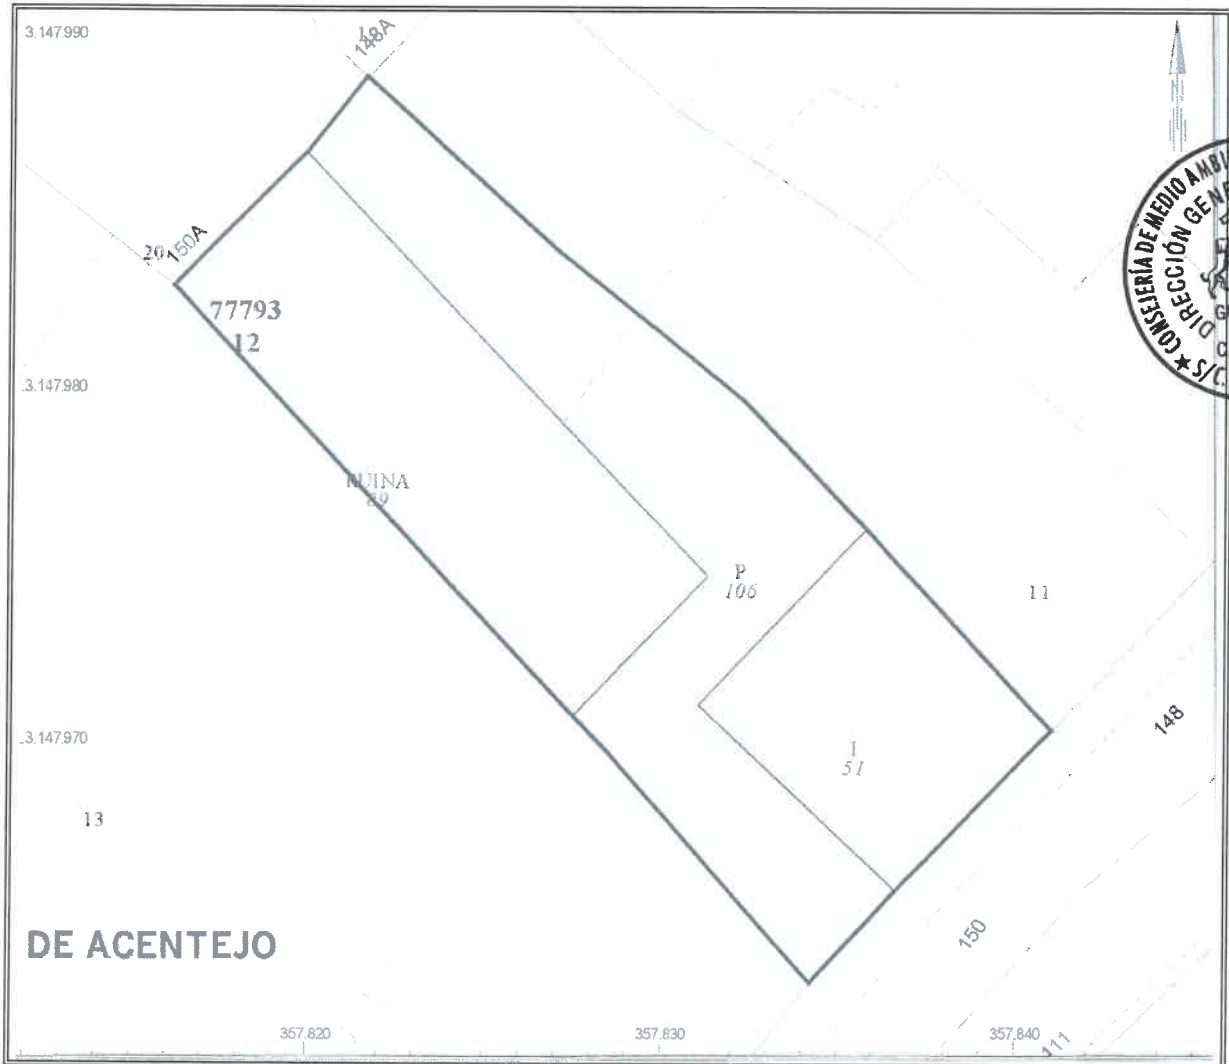 3.147.990
148A
20
150A
77793
12
3.147.980
RUINA
89
P
106
11
3.147.970
I
51
148
13
150
DE ACENTEJO
357.820
357.830
357.840
111
CONSEJERÍA DE MEDIO AMBI
DIRECCIÓN GEN